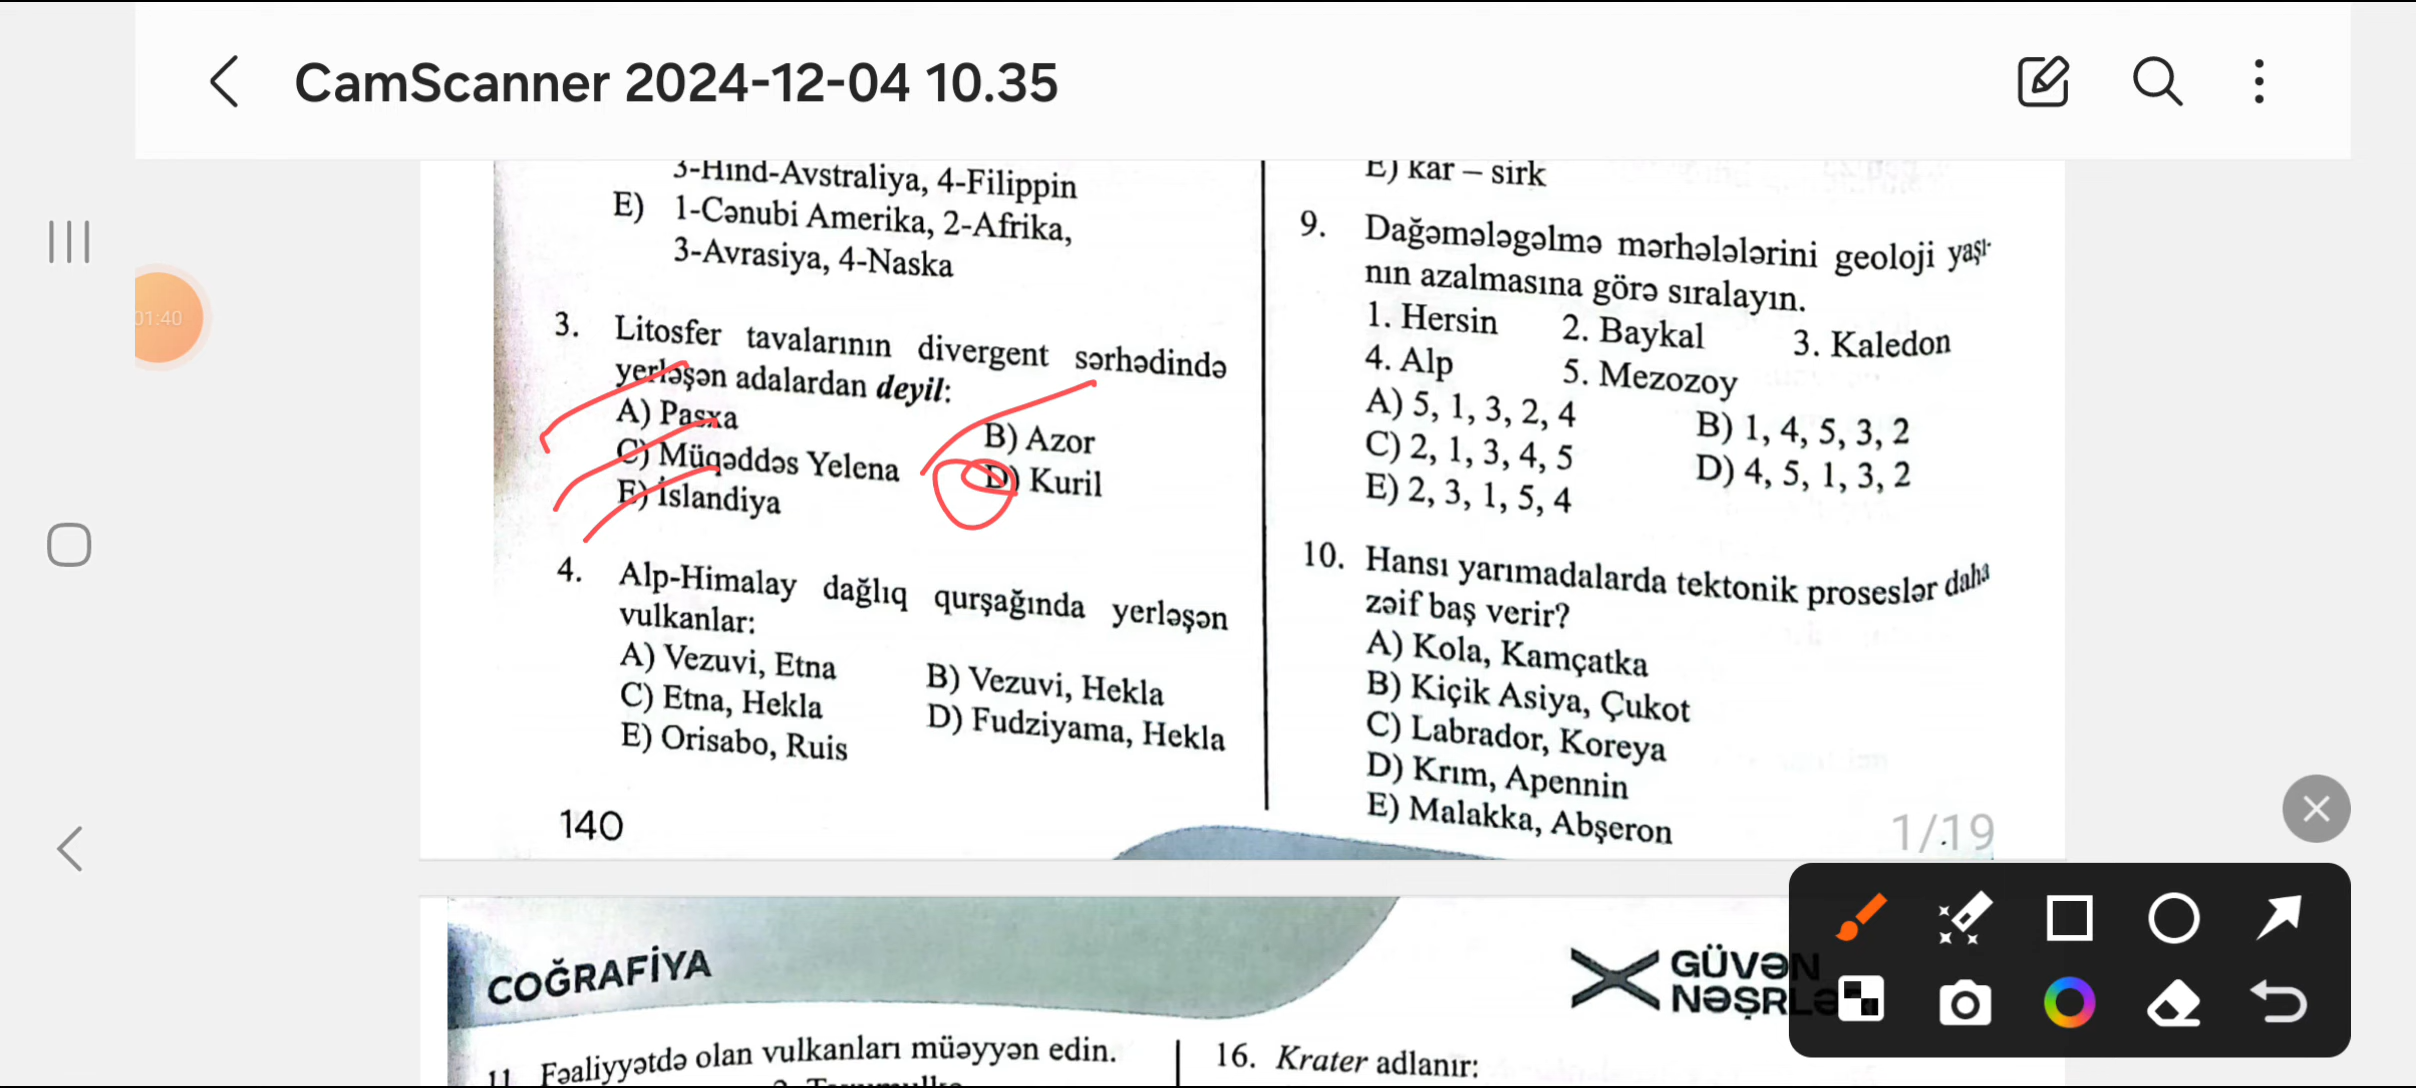 CamScanner 2024-12-04 10.35
01:40
3-Hind-Avstraliya, 4-Filippin
E) 1-Cənubi Amerika, 2-Afrika,
3-Avrasiya, 4-Naska
3. Litosfer tavalarının divergent sərhədində
yerləşən adalardan deyil:
A) Pasxa
B) Azor
C) Müqəddəs Yelena
D) Kuril
E) İslandiya
4. Alp-Himalay dağlıq qurşağında yerləşən
vulkanlar:
A) Vezuvi, Etna
B) Vezuvi, Hekla
C) Etna, Hekla
D) Fudziyama, Hekla
E) Orisabo, Ruis
140
E) kar – sirk
9. Dağəmələgəlmə mərhələlərini geoloji yaşı-
nın azalmasına görə sıralayın.
1. Hersin 2. Baykal 3. Kaledon
4. Alp 5. Mezozoy
A) 5, 1, 3, 2, 4
B) 1, 4, 5, 3, 2
C) 2, 1, 3, 4, 5
D) 4, 5, 1, 3, 2
E) 2, 3, 1, 5, 4
10. Hansı yarımadalarda tektonik proseslər daha
zəif baş verir?
A) Kola, Kamçatka
B) Kiçik Asiya, Çukot
C) Labrador, Koreya
D) Krım, Apennin
E) Malakka, Abşeron
1/19
COĞRAFİYA
GÜVƏN
NƏŞRLƏ
11. Fəaliyyətdə olan vulkanları müəyyən edin.
16. Krater adlanır: